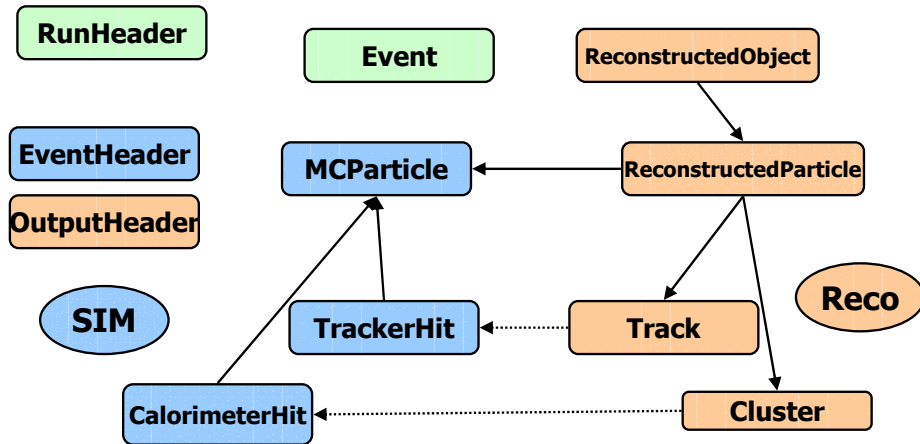 RunHeader
Event
ReconstructedObject
EventHeader
MCParticle
ReconstructedParticle
OutputHeader
SIM
TrackerHit
Track
Reco
CalorimeterHit
Cluster